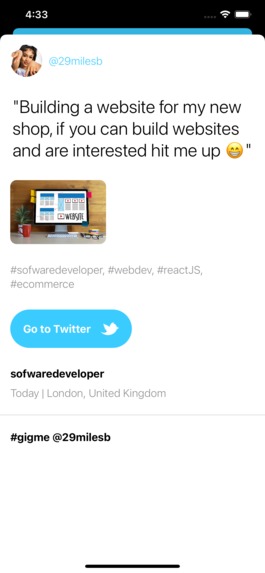 4:33
@29milesb
"Building a website for my new
shop, if you can build websites
and are interested hit me up 😁"
WEBSITE
#sofwaredeveloper, #webdev, #reactJS,
#ecommerce
Go to Twitter
sofwaredeveloper
Today | London, United Kingdom
#gigme @29milesb